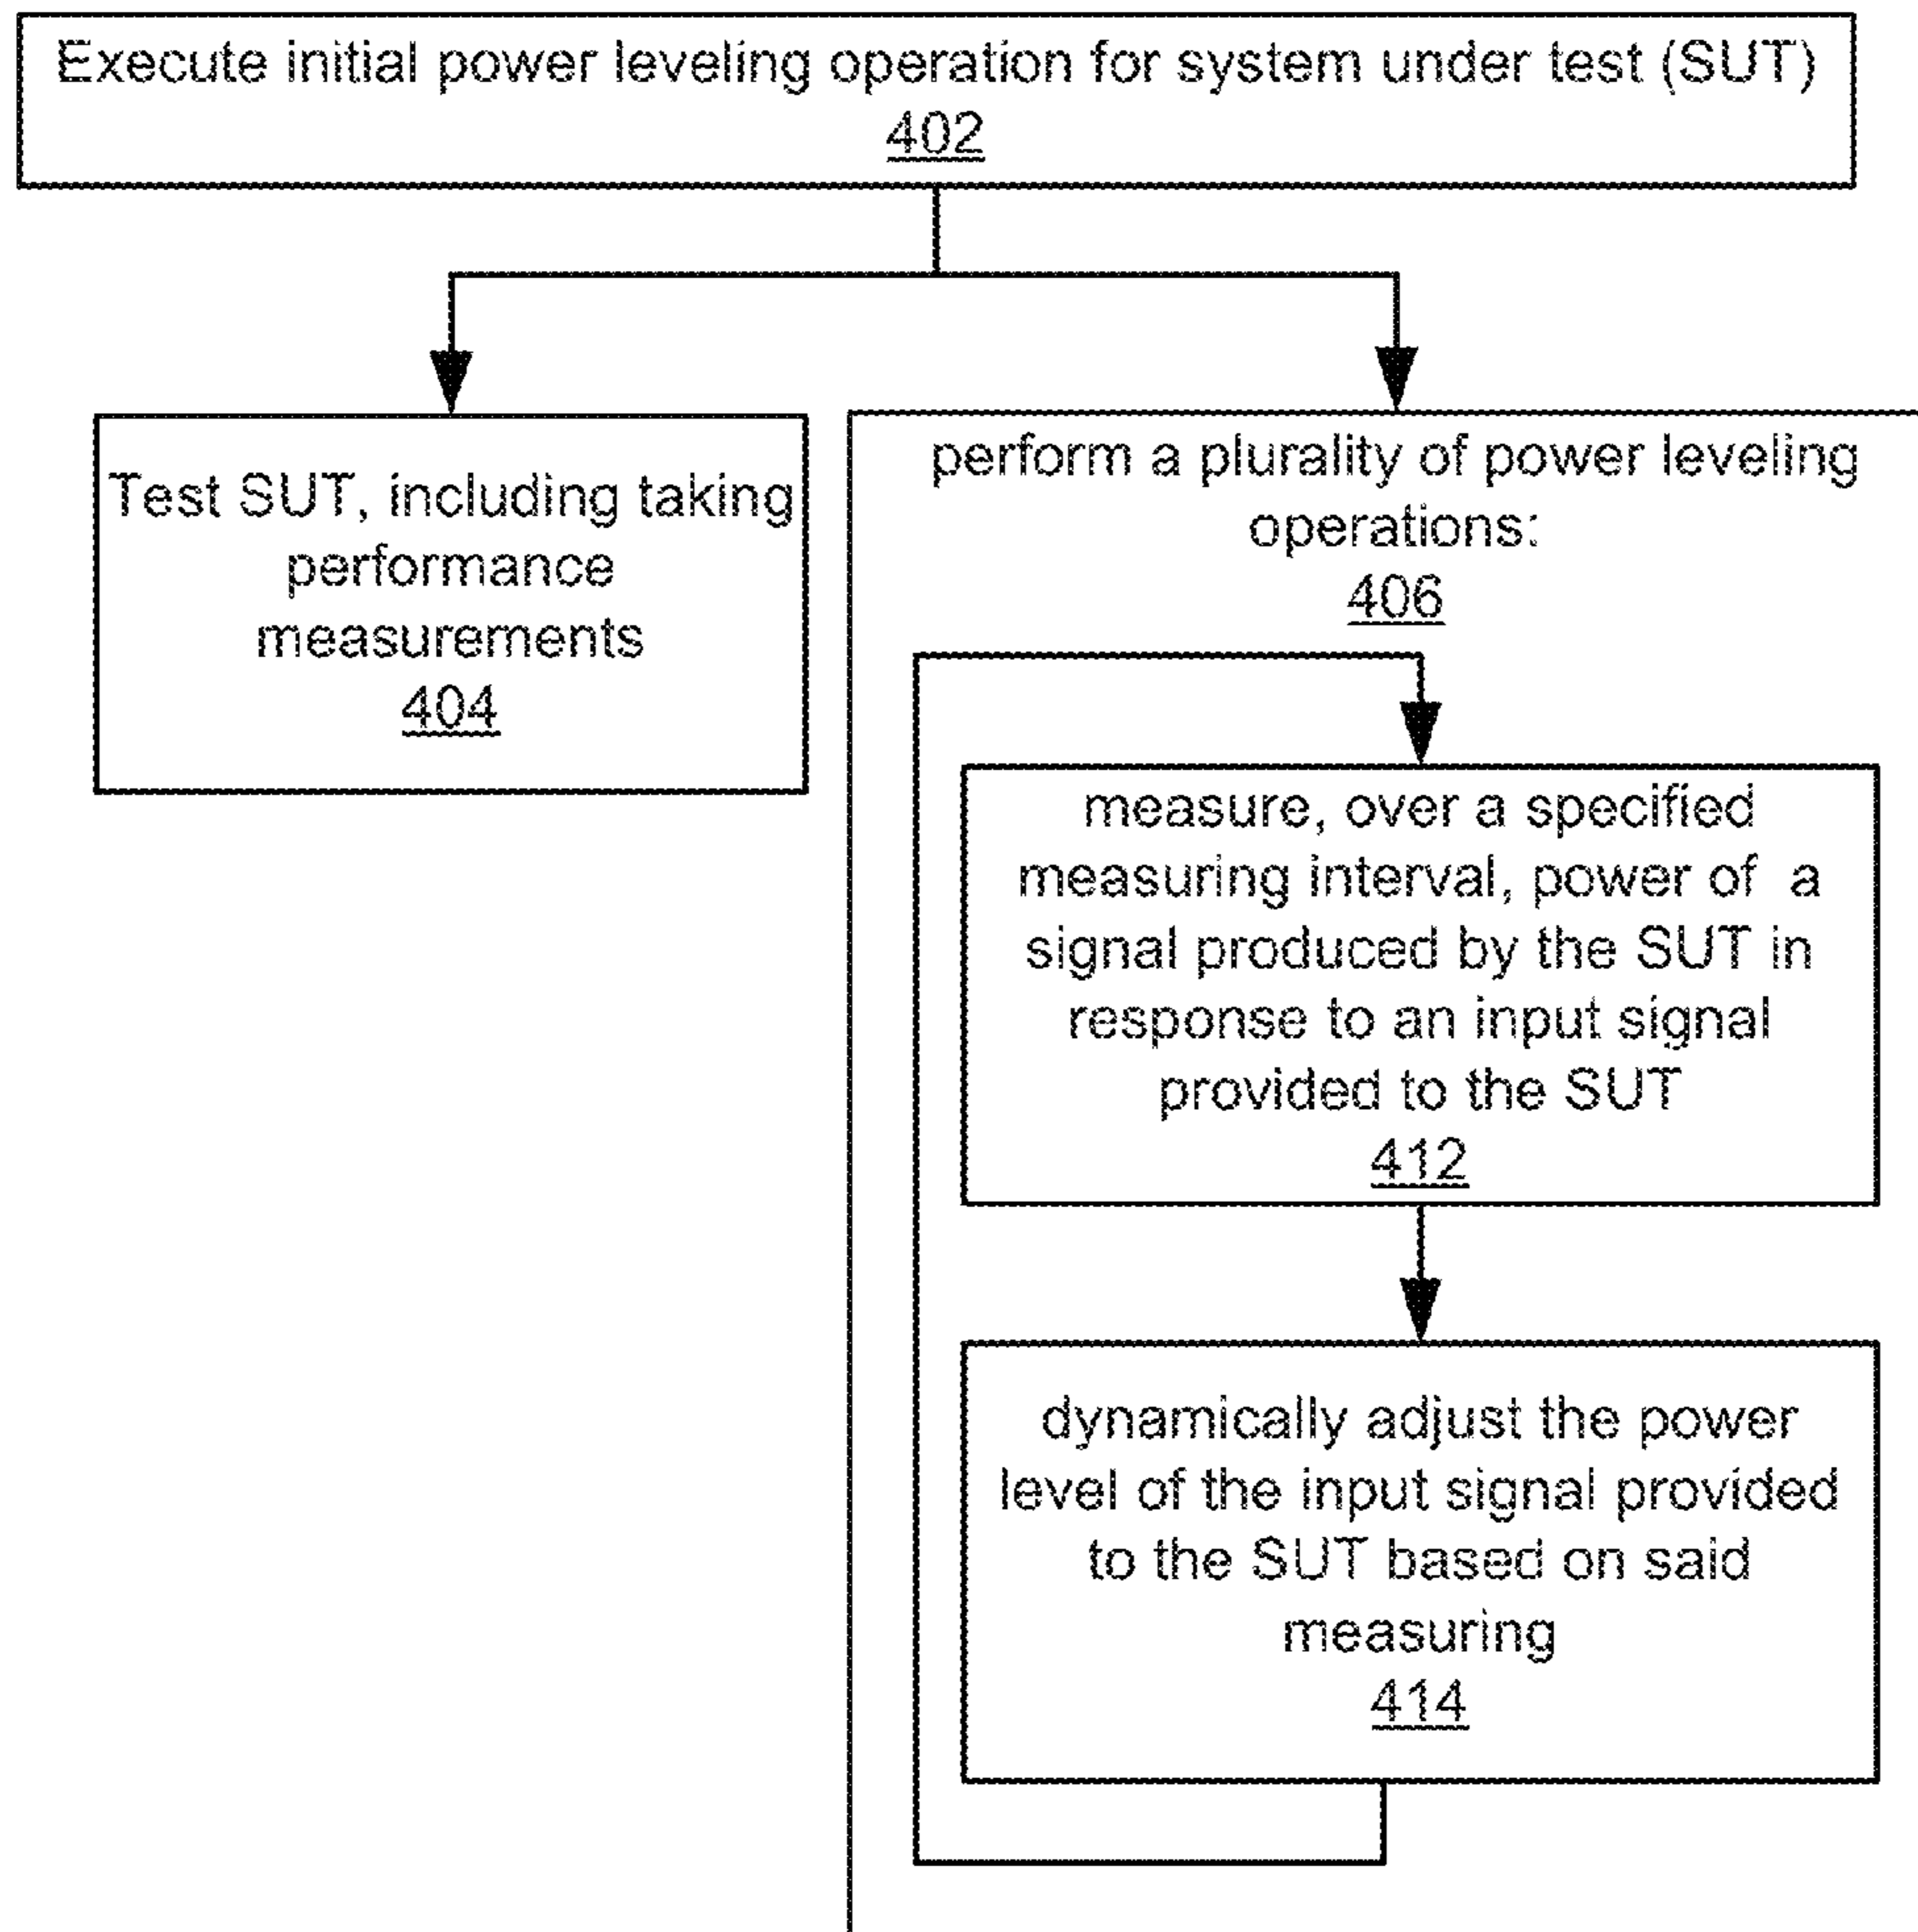 Execute initial power leveling operation for system under test (SUT)
402
Test SUT, including taking
performance
measurements
404
perform a plurality of power leveling
operations:
406
measure, over a specified
measuring interval, power of a
signal produced by the SUT in
response to an input signal
provided to the SUT
412
dynamically adjust the power
level of the input signal provided
to the SUT based on said
measuring
414